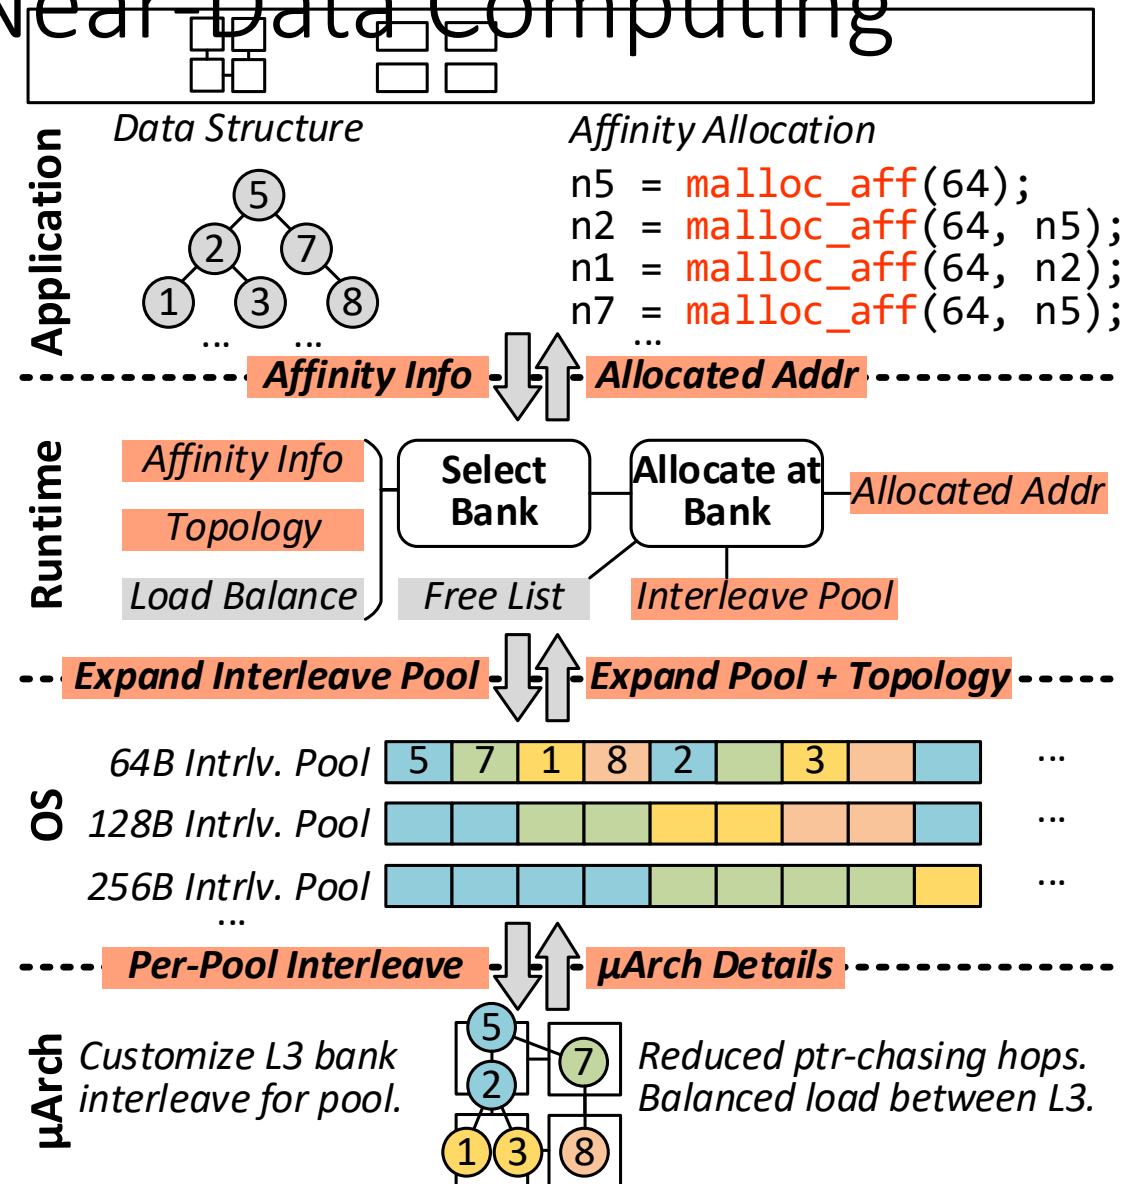 Near-Data Computing
Application
Data Structure
5
2 7
1 3 8
... ...
Affinity Allocation
n5 = malloc_aff(64);
n2 = malloc_aff(64, n5);
n1 = malloc_aff(64, n2);
n7 = malloc_aff(64, n5);
...
Affinity Info
Allocated Addr
Runtime
Affinity Info
Topology
Load Balance
Select
Bank
Allocate at
Bank
Allocated Addr
Free List
Interleave Pool
Expand Interleave Pool
Expand Pool + Topology
OS
64B Intrlv. Pool 5 7 1 8 2 3 ...
128B Intrlv. Pool ...
256B Intrlv. Pool ...
...
Per-Pool Interleave
µArch Details
µArch
Customize L3 bank
interleave for pool.
5
7
2
1 3 8
Reduced ptr-chasing hops.
Balanced load between L3.